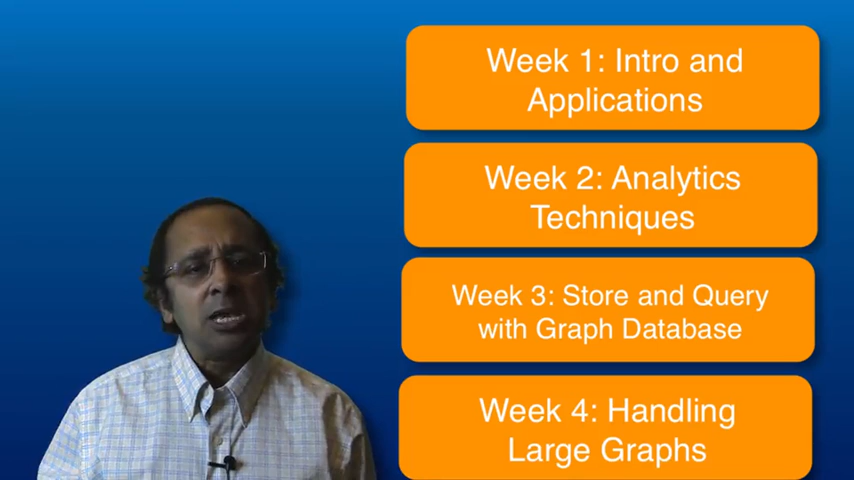 Week 1: Intro and
Applications
Week 2: Analytics
Techniques
Week 3: Store and Query
with Graph Database
Week 4: Handling
Large Graphs